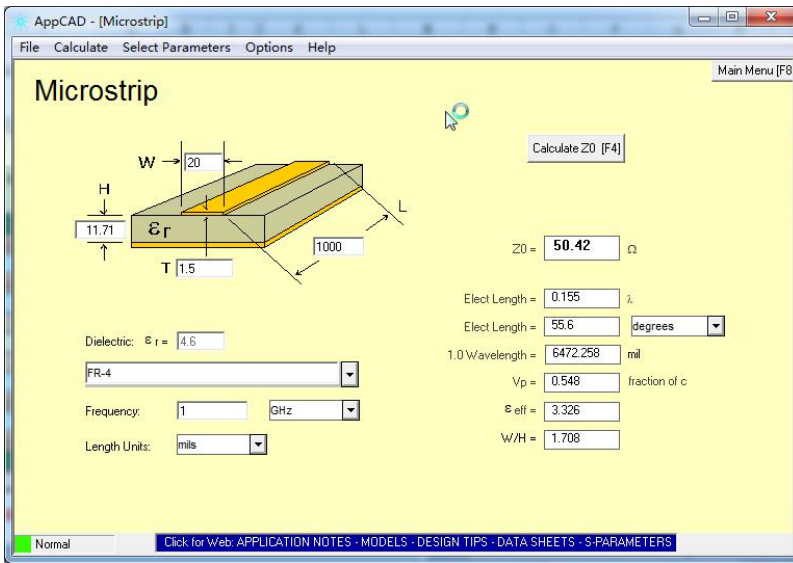 AppCAD - [Microstrip]
File Calculate Select Parameters Options Help
Main Menu [F8
Microstrip
Calculate Z0 [F4]
W 20
H
L
11.71
εr
1000
T 1.5
Z0 = 50.42 Ω
Elect Length = 0.155 λ
Elect Length = 55.6 degrees
1.0 Wavelength = 6472.258 mil
Vp = 0.548 fraction of c
ε eff = 3.326
W/H = 1.708
Dielectric: ε r = 4.6
FR-4
Frequency: 1 GHz
Length Units: mils
Normal
Click for Web: APPLICATION NOTES - MODELS - DESIGN TIPS - DATA SHEETS - S-PARAMETERS